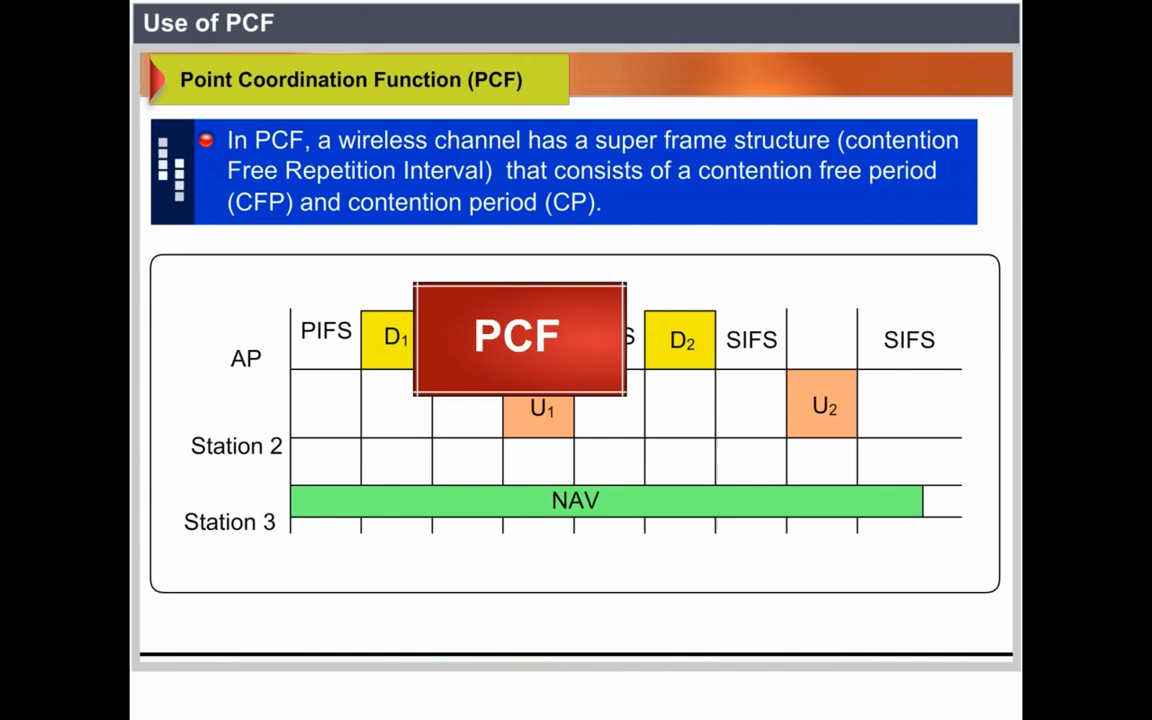 Use of PCF
Point Coordination Function (PCF)
In PCF, a wireless channel has a super frame structure (contention
Free Repetition Interval) that consists of a contention free period
(CFP) and contention period (CP).
PIFS D₁ PCF S D₂ SIFS SIFS
AP
U₁ U₂
Station 2
NAV
Station 3